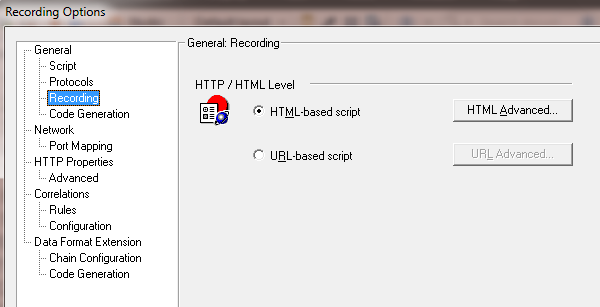 Recording Options
General
Script
Protocols
Recording
Code Generation
Network
Port Mapping
HTTP Properties
Advanced
Correlations
Rules
Configuration
Data Format Extension
Chain Configuration
Code Generation
General: Recording
HTTP / HTML Level
HTML-based script
HTML Advanced...
URL-based script
URL Advanced...